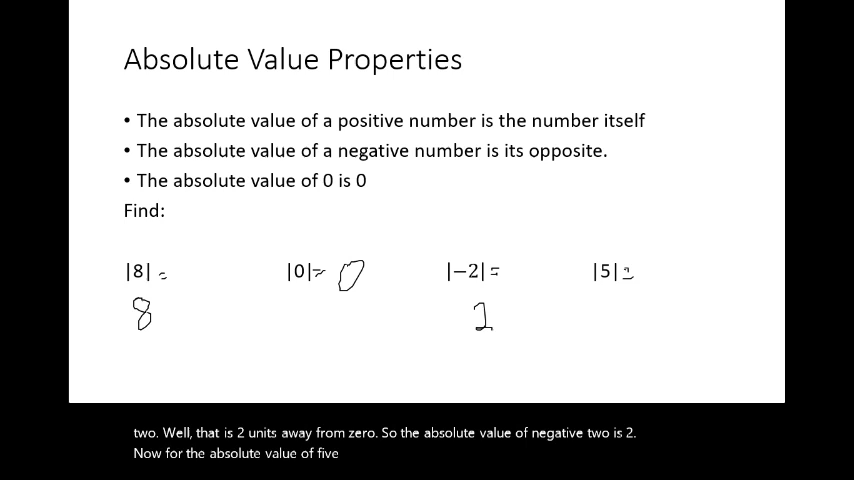 Absolute Value Properties
• The absolute value of a positive number is the number itself
• The absolute value of a negative number is its opposite.
• The absolute value of 0 is 0
Find:
|8| = |0|= 0 |−2| = |5| =
8 2
two. Well, that is 2 units away from zero. So the absolute value of negative two is 2.
Now for the absolute value of five